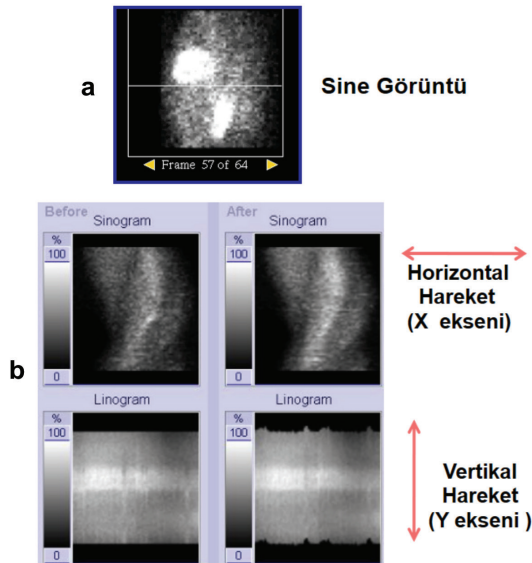 a
Sine Görüntü
Frame 57 of 64
Before
After
Sinogram
Sinogram
%
100
0
%
100
0
Horizontal
Hareket
(X ekseni)
b
Linogram
Linogram
%
100
0
%
100
0
Vertikal
Hareket
(Y ekseni )